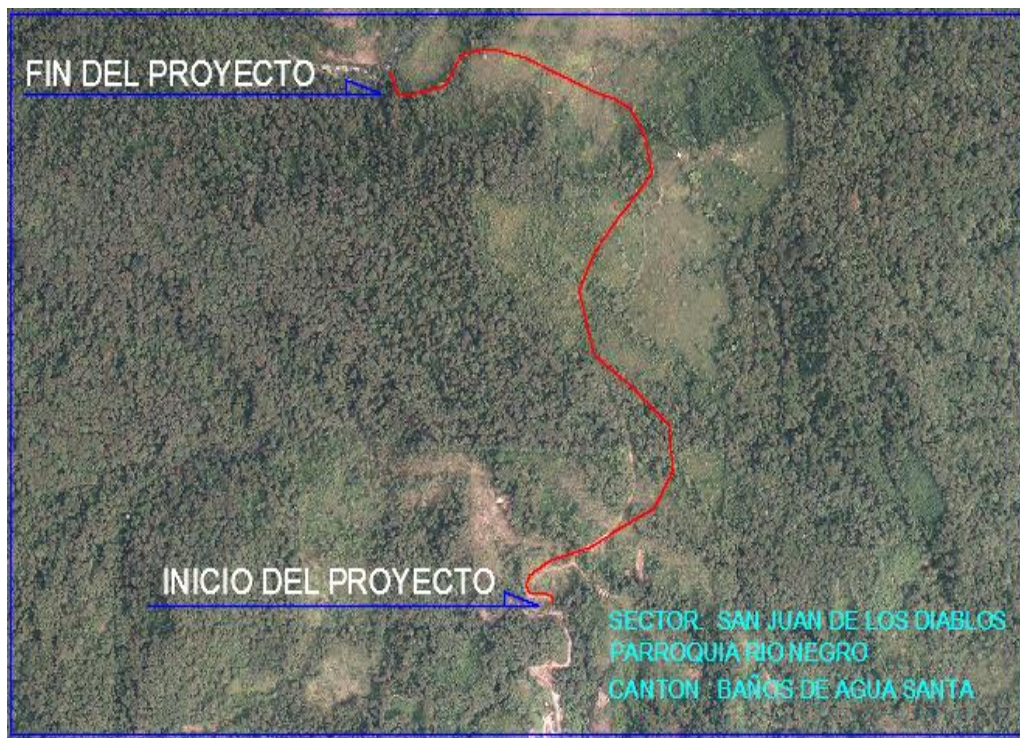 FIN DEL PROYECTO
INICIO DEL PROYECTO
SECTOR: SAN JUAN DE LOS DIABLOS
PARROQUIA RIO NEGRO
CANTON : BAÑOS DE AGUA SANTA